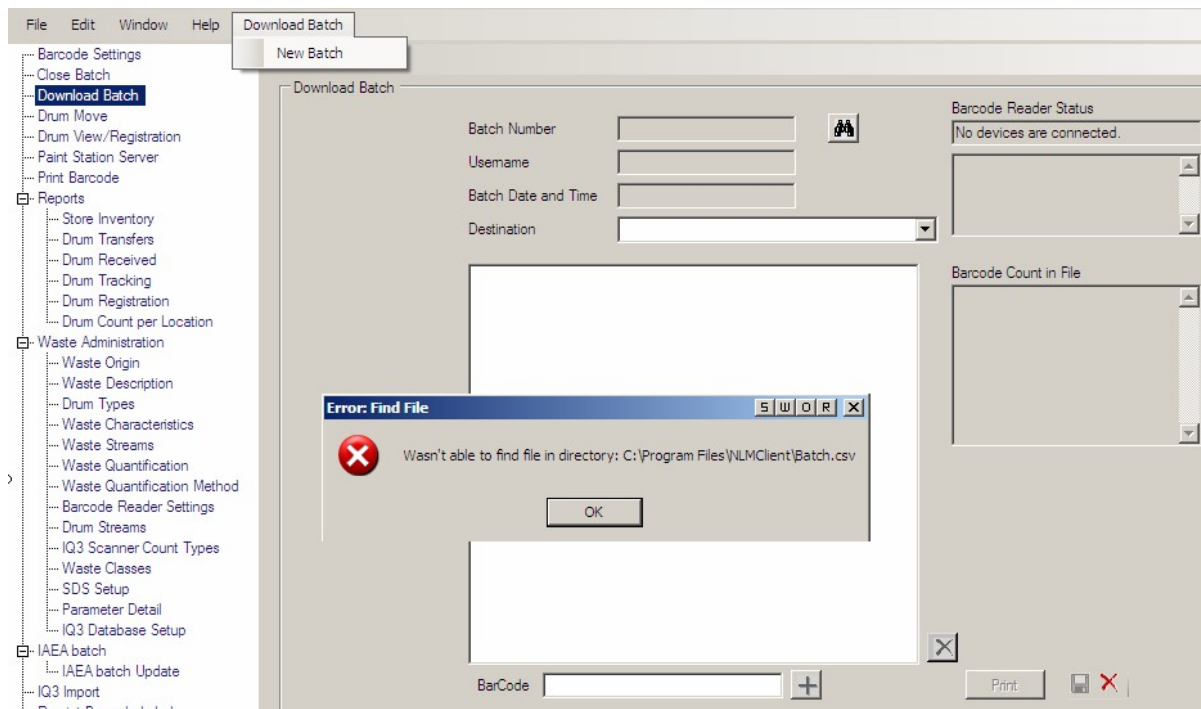 File Edit Window Help Download Batch
New Batch
Barcode Settings
Close Batch
Download Batch
Drum Move
Drum View/Registration
Paint Station Server
Print Barcode
Reports
Store Inventory
Drum Transfers
Drum Received
Drum Tracking
Drum Registration
Drum Count per Location
Waste Administration
Waste Origin
Waste Description
Drum Types
Waste Characteristics
Waste Streams
Waste Quantification
Waste Quantification Method
Barcode Reader Settings
Drum Streams
IQ3 Scanner Count Types
Waste Classes
SDS Setup
Parameter Detail
IQ3 Database Setup
IAEA batch
IAEA batch Update
IQ3 Import
Download Batch
Batch Number
Username
Batch Date and Time
Destination
Barcode Reader Status
No devices are connected.
Barcode Count in File
Error: Find File
S W O R X
Wasn't able to find file in directory: C:\Program Files\NLMClient\Batch.csv
OK
BarCode
Print